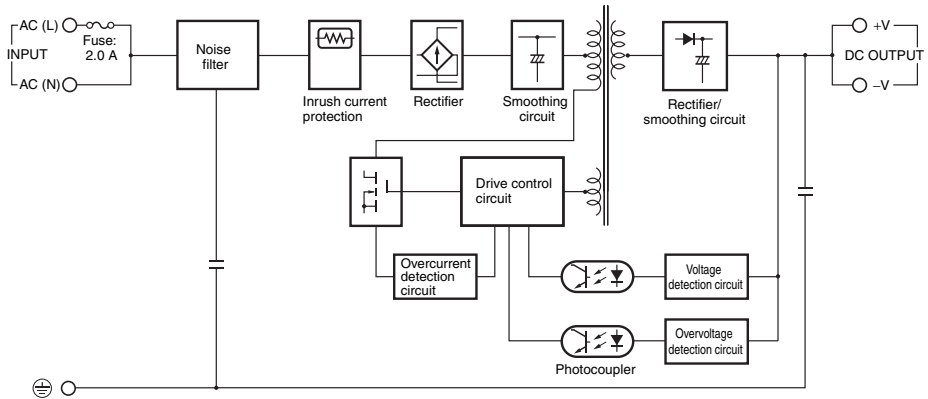 AC (L)
Fuse:
2.0 A
INPUT
AC (N)
Noise
filter
Inrush current
protection
Rectifier
Smoothing
circuit
Rectifier/
smoothing circuit
+V
DC OUTPUT
−V
Drive control
circuit
Overcurrent
detection
circuit
Voltage
detection circuit
Overvoltage
detection circuit
Photocoupler